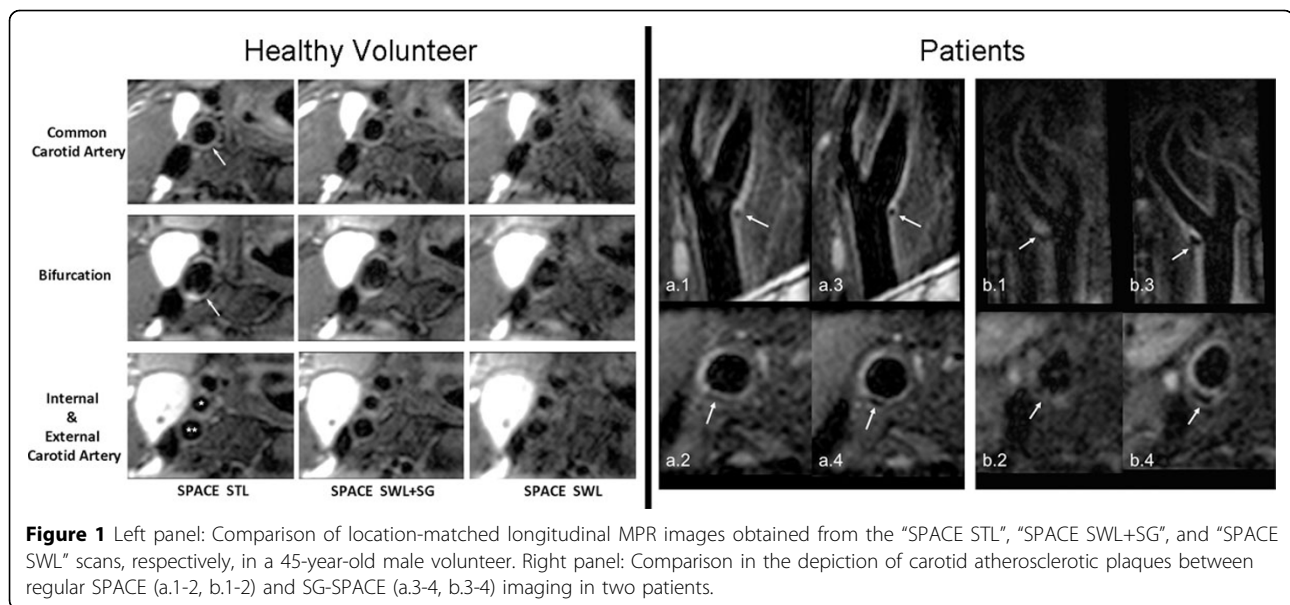 Healthy Volunteer
Patients
Common
Carotid Artery
Bifurcation
Internal
&
External
Carotid Artery
*
**
SPACE STL
SPACE SWL+SG
SPACE SWL
a.1
a.3
b.1
b.3
a.2
a.4
b.2
b.4
Figure 1 Left panel: Comparison of location-matched longitudinal MPR images obtained from the “SPACE STL”, “SPACE SWL+SG”, and “SPACE
SWL” scans, respectively, in a 45-year-old male volunteer. Right panel: Comparison in the depiction of carotid atherosclerotic plaques between
regular SPACE (a.1-2, b.1-2) and SG-SPACE (a.3-4, b.3-4) imaging in two patients.